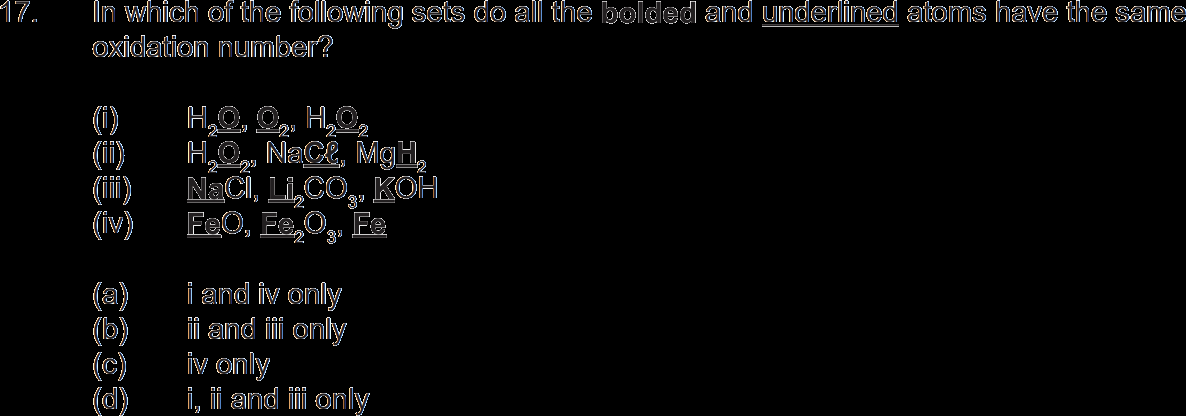 17. In which of the following sets do all the bolded and underlined atoms have the same
oxidation number?
(i) H₂O, O₂, H₂O₂
(ii) H₂O₂, NaCℓ, MgH₂
(iii) NaCl, Li₂CO₃, KOH
(iv) FeO, Fe₂O₃, Fe
(a) i and iv only
(b) ii and iii only
(c) iv only
(d) i, ii and iii only